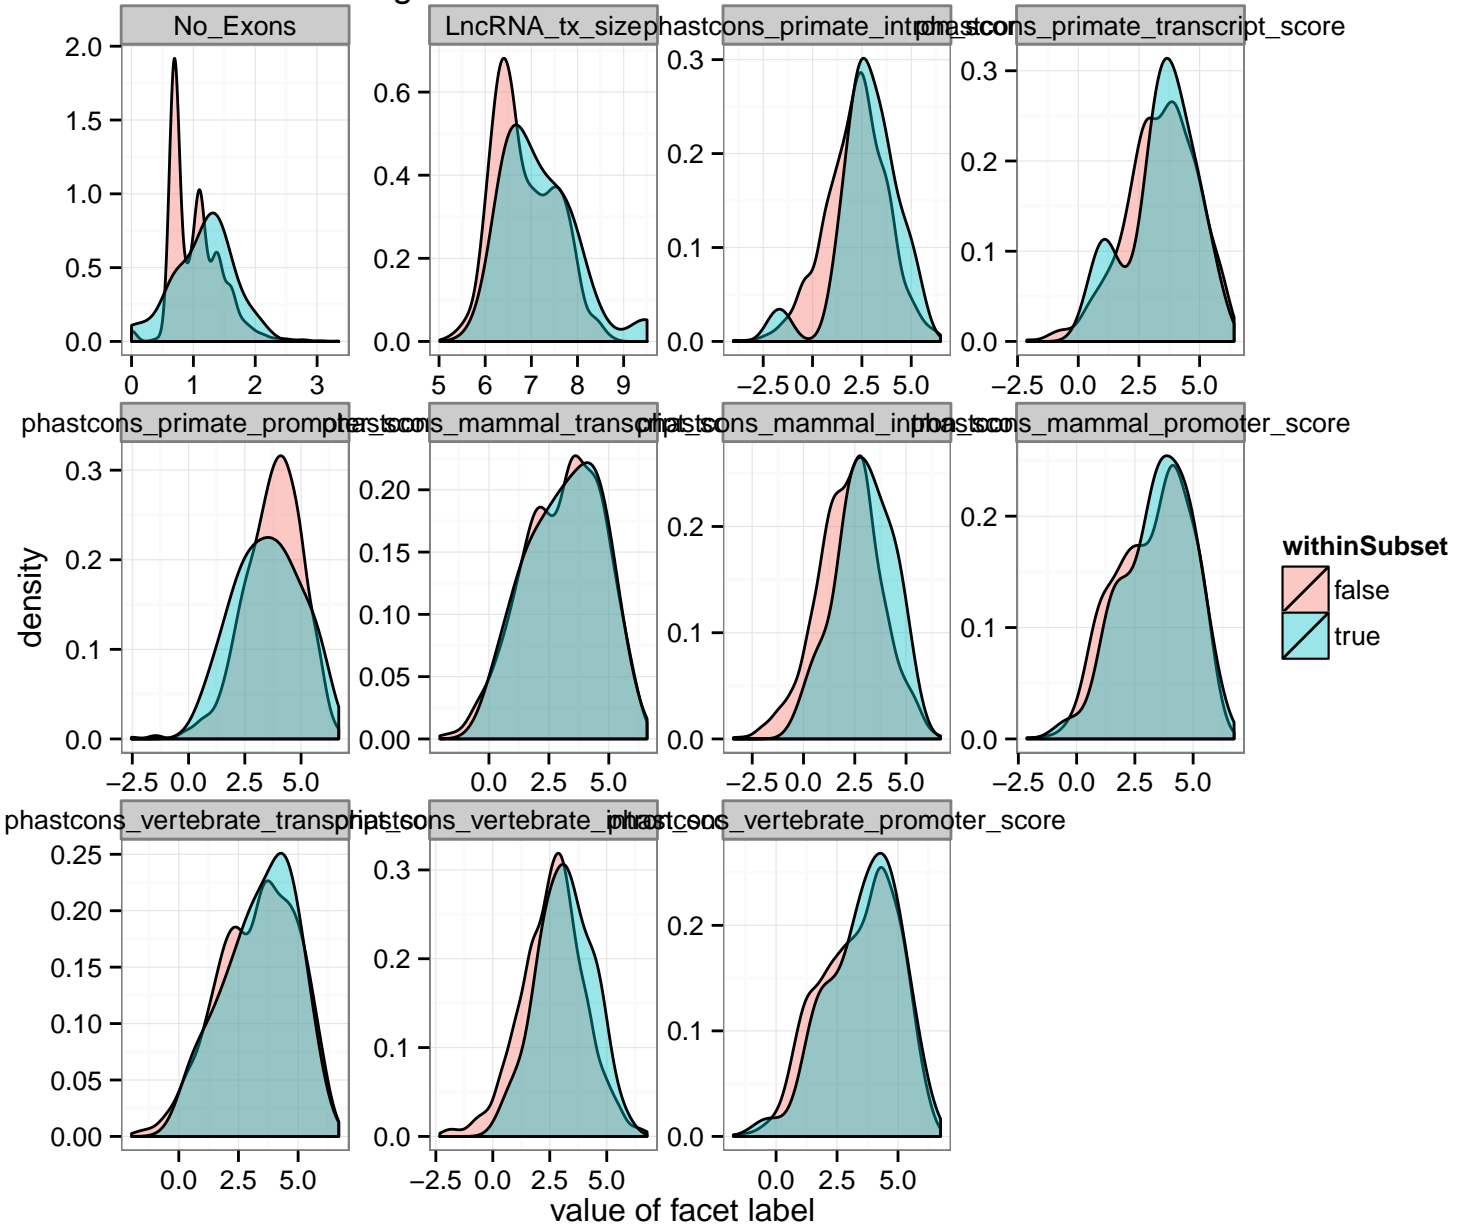 No_Exons
LncRNA_tx_size
phastcons_primate_intron_score
phastcons_primate_transcript_score
2.0
1.5
1.0
0.5
0.0
0.6
0.4
0.2
0.0
0.3
0.2
0.1
0.0
0.3
0.2
0.1
0.0
0 1 2 3
5 6 7 8 9
−2.5 0.0 2.5 5.0
−2.5 0.0 2.5 5.0
phastcons_primate_promoter_score
phastcons_mammal_transcript_score
phastcons_mammal_intron_score
phastcons_mammal_promoter_score
0.3
0.2
0.1
0.0
0.20
0.15
0.10
0.05
0.00
0.2
0.1
0.0
0.2
0.1
0.0
−2.5 0.0 2.5 5.0
0.0 2.5 5.0
−2.5 0.0 2.5 5.0
−2.5 0.0 2.5 5.0
phastcons_vertebrate_transcript_score
phastcons_vertebrate_intron_score
phastcons_vertebrate_promoter_score
0.25
0.20
0.15
0.10
0.05
0.00
0.3
0.2
0.1
0.0
0.2
0.1
0.0
0.0 2.5 5.0
−2.5 0.0 2.5 5.0
0.0 2.5 5.0
density
value of facet label
withinSubset
false
true